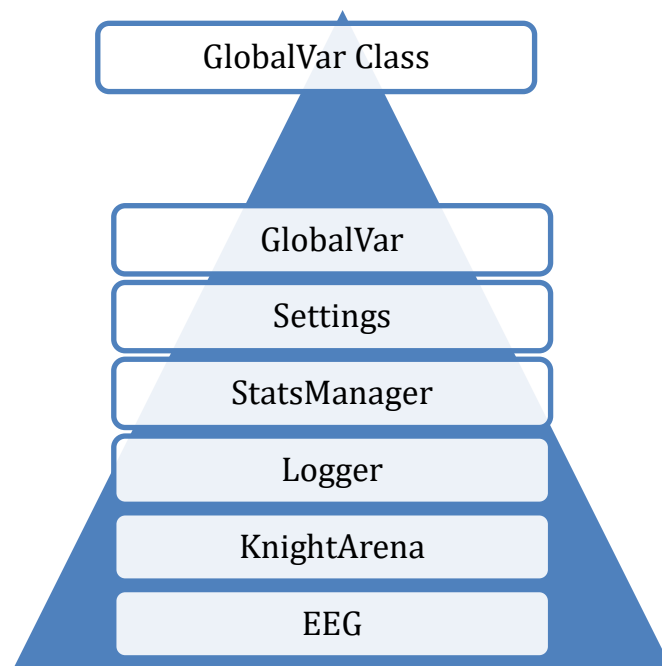 GlobalVar Class
GlobalVar
Settings
StatsManager
Logger
KnightArena
EEG